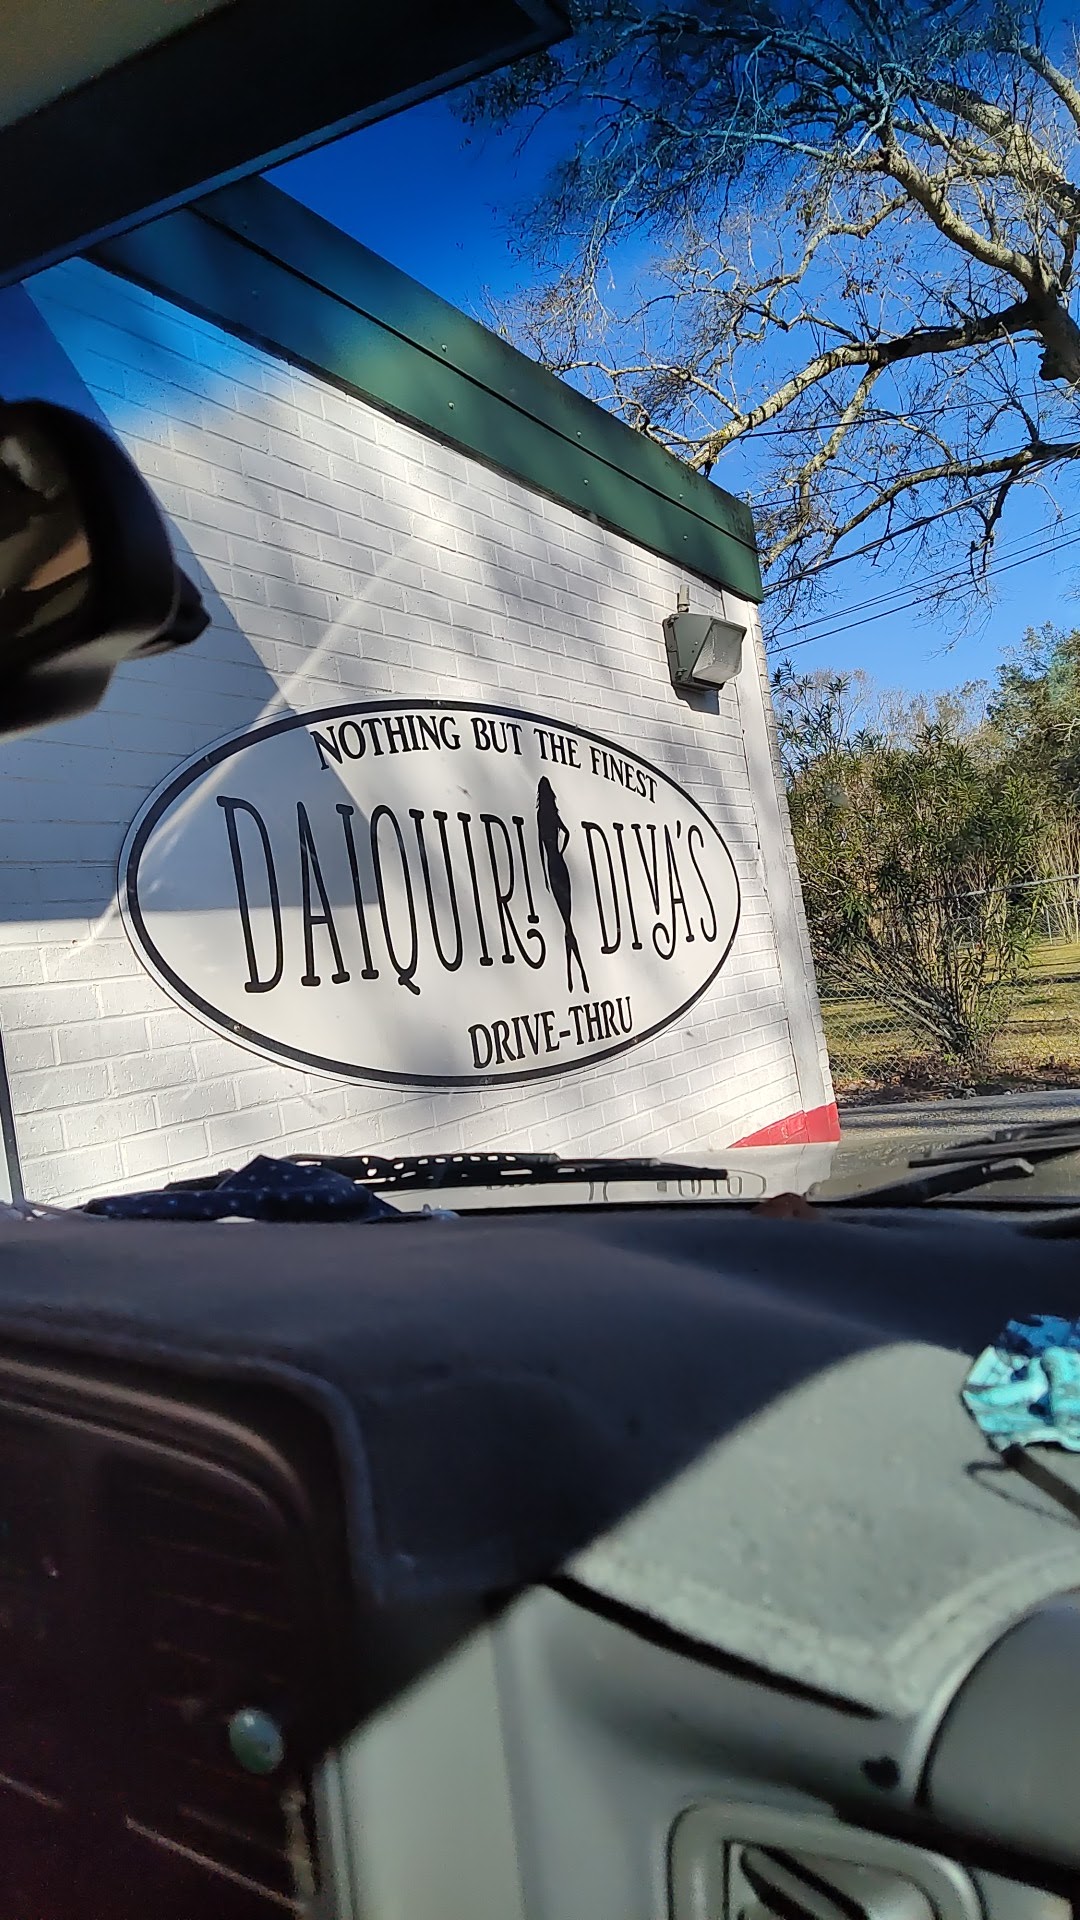 NOTHING BUT THE FINEST
DAIQUIRI DIVA'S
DRIVE-THRU